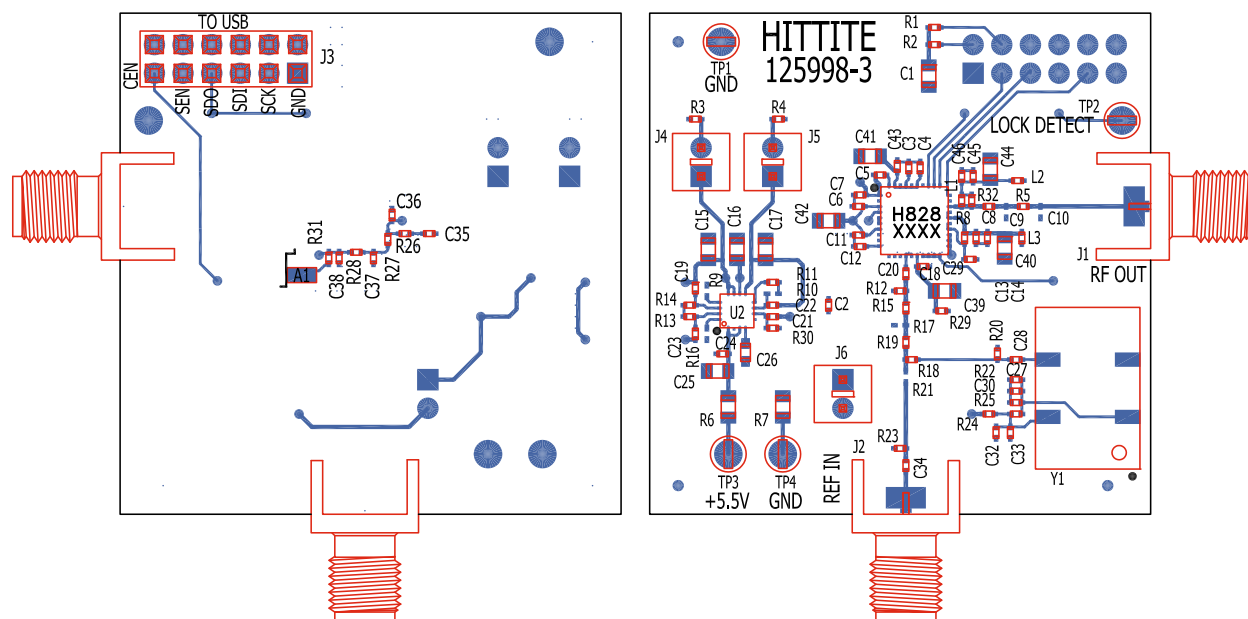 TO USB
J3
CEN
SEN
SDO
SDI
SCK
GND
C36
R26
C35
R31
A1
C38
R28
C37
R27
HITTITE
125998-3
TP1
GND
R1
R2
C1
TP2
LOCK DETECT
R3
R4
J4
J5
C41
C43
C3
C4
C46
C45
C44
C7
C5
C6
L1
L2
C42
H828
XXXX
R32
R5
R8
C8
C9
C10
C15
C16
C17
C11
C12
L3
J1
RF OUT
C20
C18
C29
C40
C13
C14
C19
R9
R11
R10
R12
C39
R14
C22
C2
R15
R13
U2
C21
R17
R29
R30
C23
R16
C24
R19
R20
C28
C26
J6
R18
R22
C27
C25
R21
C30
R25
R6
R7
R24
R23
J2
C34
C32
C33
TP3
+5.5V
TP4
GND
REF IN
Y1